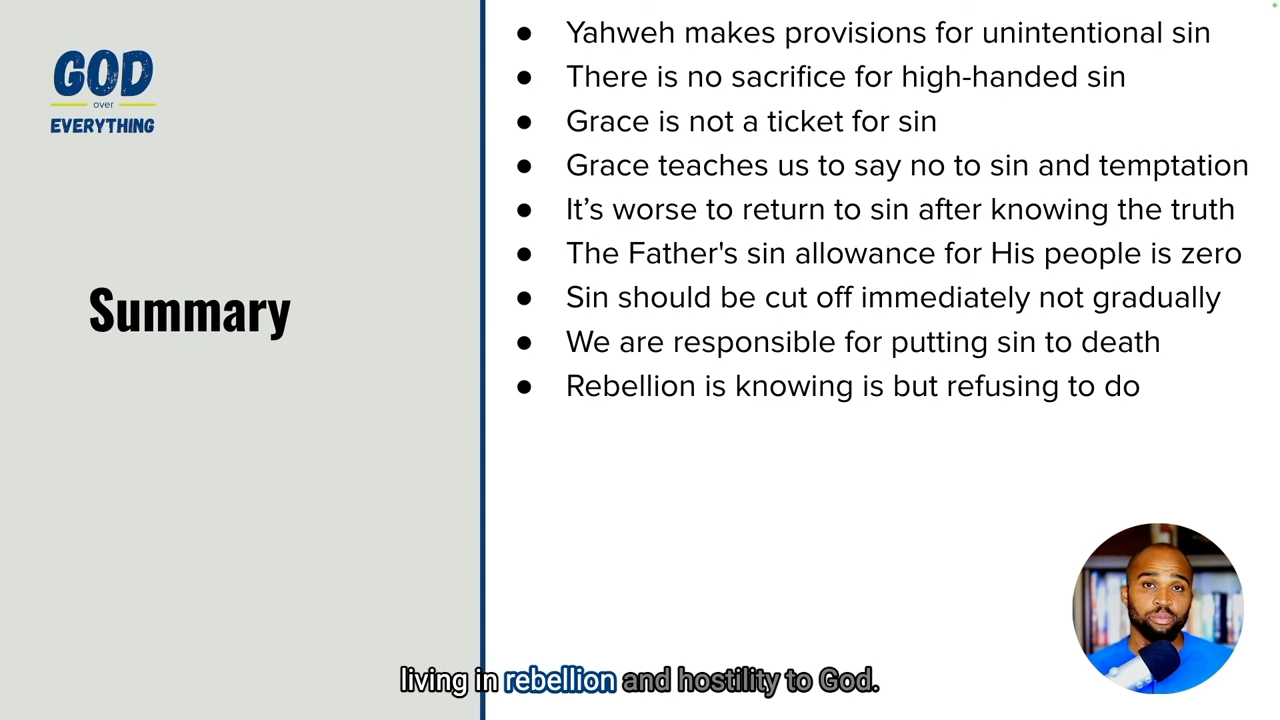 GOD
over
EVERYTHING
Summary
● Yahweh makes provisions for unintentional sin
● There is no sacrifice for high-handed sin
● Grace is not a ticket for sin
● Grace teaches us to say no to sin and temptation
● It’s worse to return to sin after knowing the truth
● The Father's sin allowance for His people is zero
● Sin should be cut off immediately not gradually
● We are responsible for putting sin to death
● Rebellion is knowing is but refusing to do
living in rebellion and hostility to God.